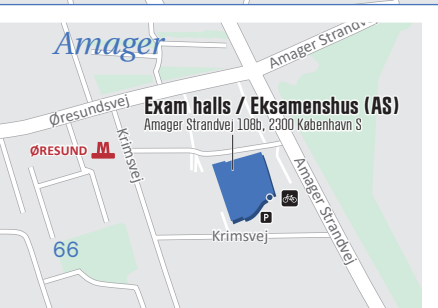 Amager
Amager Strandvej
Øresundsvej
Exam halls / Eksamenshus (AS)
Amager Strandvej 108b, 2300 København S
ØRESUND M
Krimsvej
Amager Strandvej
P
Krimsvej
66